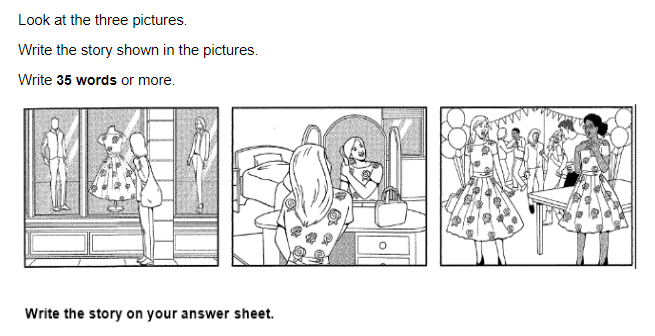 Look at the three pictures.
Write the story shown in the pictures.
Write 35 words or more.
Write the story on your answer sheet.